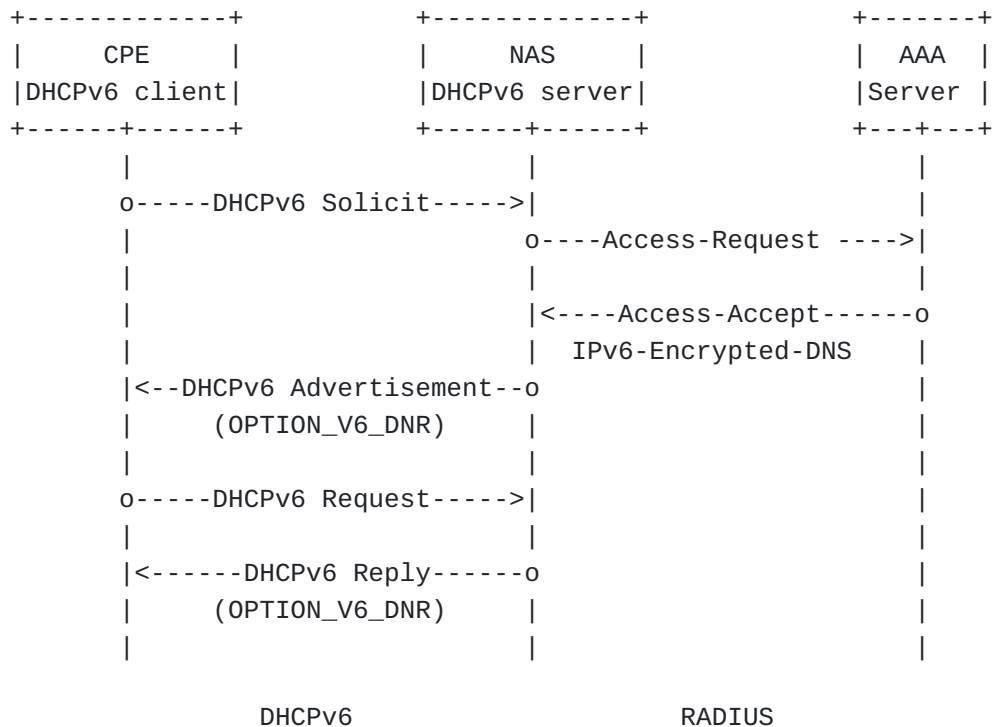 +-------------+           +-------------+             +-------+
|     CPE     |           |     NAS     |             |  AAA  |
|DHCPv6 client|           |DHCPv6 server|             |Server |
+------+------+           +------+------+             +---+---+
       |                         |                        |
       o-----DHCPv6 Solicit----->|                        |
       |                         o----Access-Request ---->|
       |                         |                        |
       |                         |<----Access-Accept------o
       |                         |  IPv6-Encrypted-DNS    |
       |<--DHCPv6 Advertisement--o                        |
       |     (OPTION_V6_DNR)     |                        |
       |                         |                        |
       o-----DHCPv6 Request----->|                        |
       |                         |                        |
       |<------DHCPv6 Reply------o                        |
       |     (OPTION_V6_DNR)     |                        |
       |                         |                        |
                DHCPv6                     RADIUS